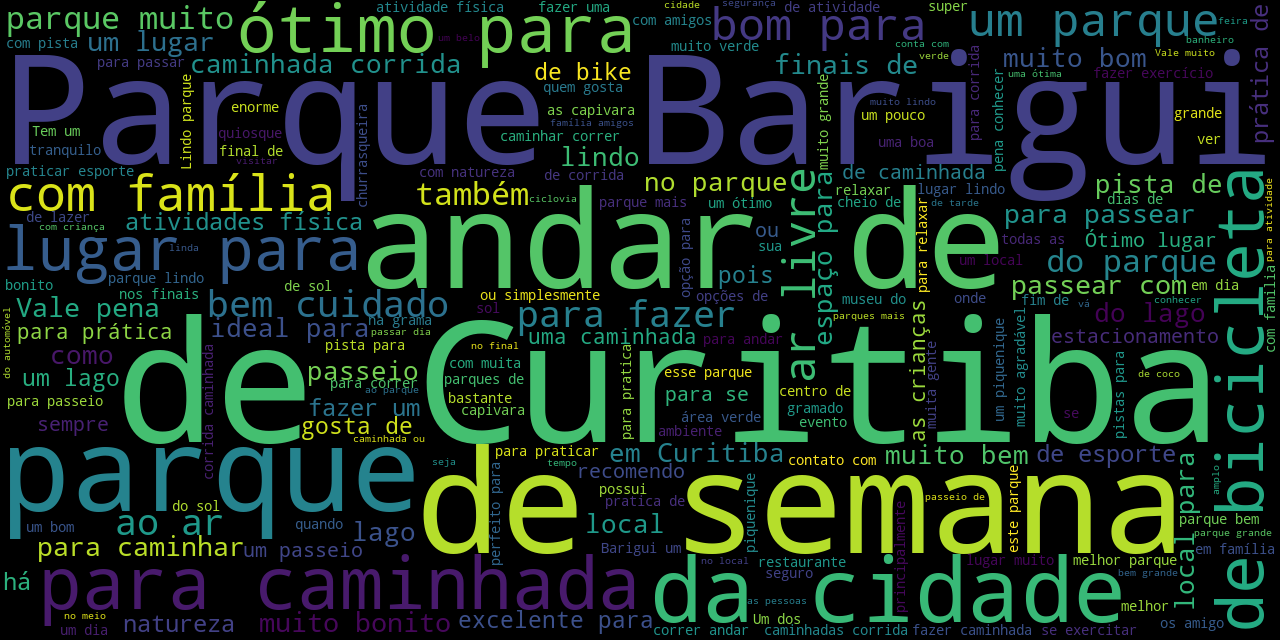 parque muito
ótimo para
atividade física
fazer uma
com amigos
cidade
segurança
de atividade
super
um parque
feira
com pista
um lugar
um belo
bom para
muito verde
conta com
verde
banheiro
Vale muito
para passar
caminhada corrida
de bike
finais de
muito bom
prática de
Parque Barigui
quem gosta
uma ótima
fazer exercício
Lindo parque
enorme
churrasqueira
as capivara
muito grande
muito lindo
para corrida
pena conhecer
Tem um
quiosque
família amigos
um pouco
grande
tranquilo
final de
caminhar correr
uma boa
ver
visitar
lindo
praticar esporte
com natureza
de corrida
no parque
de caminhada
com família
também
ciclovia
parque mais
um ótimo
ar livre
espaço para
relaxar
lugar lindo
pista de
dias de
cheio de
de tarde
de lazer
atividades física
andar de
para passear
com criança
ou
todas as
Ótimo lugar
lugar para
linda
sua
opção para
para relaxar
um local
do parque
para atividade
de bicicleta
parque lindo
pois
bonito
de sol
nos finais
ou simplesmente
opções de
museu do
onde
passear com
em dia
fim de
vá
conhecer
Vale pena
bem cuidado
sol
para fazer
parques mais
do lago
com crianças
na grama
para prática
ideal para
passar dia
de Curitiba
uma caminhada
para andar
as crianças
muita gente
um piquenique
muito agradável
estacionamento
do automóvel
como
pista para
no final
corrida caminhada
passeio
com muita
para praticar
esse parque
centro de
pistas para
de coco
um lago
para correr
parques de
ao parque
bastante
para se
para passeio
fazer um
capivara
gramado
se
área verde
evento
sempre
gosta de
ambiente
caminhada ou
parque
de semana
para praticar
em Curitiba
contato com
muito bem
de esporte
local para
seja
tempo
recomendo
perfeito para
possui
pratica de
piquenique
passeio de
este parque
amplo
do sol
um bom
ao ar
quando
lago
local
principalmente
parque bem
parque grande
para caminhar
um passeio
Barigui um
em família
há
para caminhada
da cidade
no local
restaurante
lugar muito
melhor parque
seguro
bem grande
as pessoas
melhor
no meio
um dia
natureza
muito bonito
excelente para
correr andar
Um dos
caminhadas corrida
fazer caminhada
se exercitar
os amigo